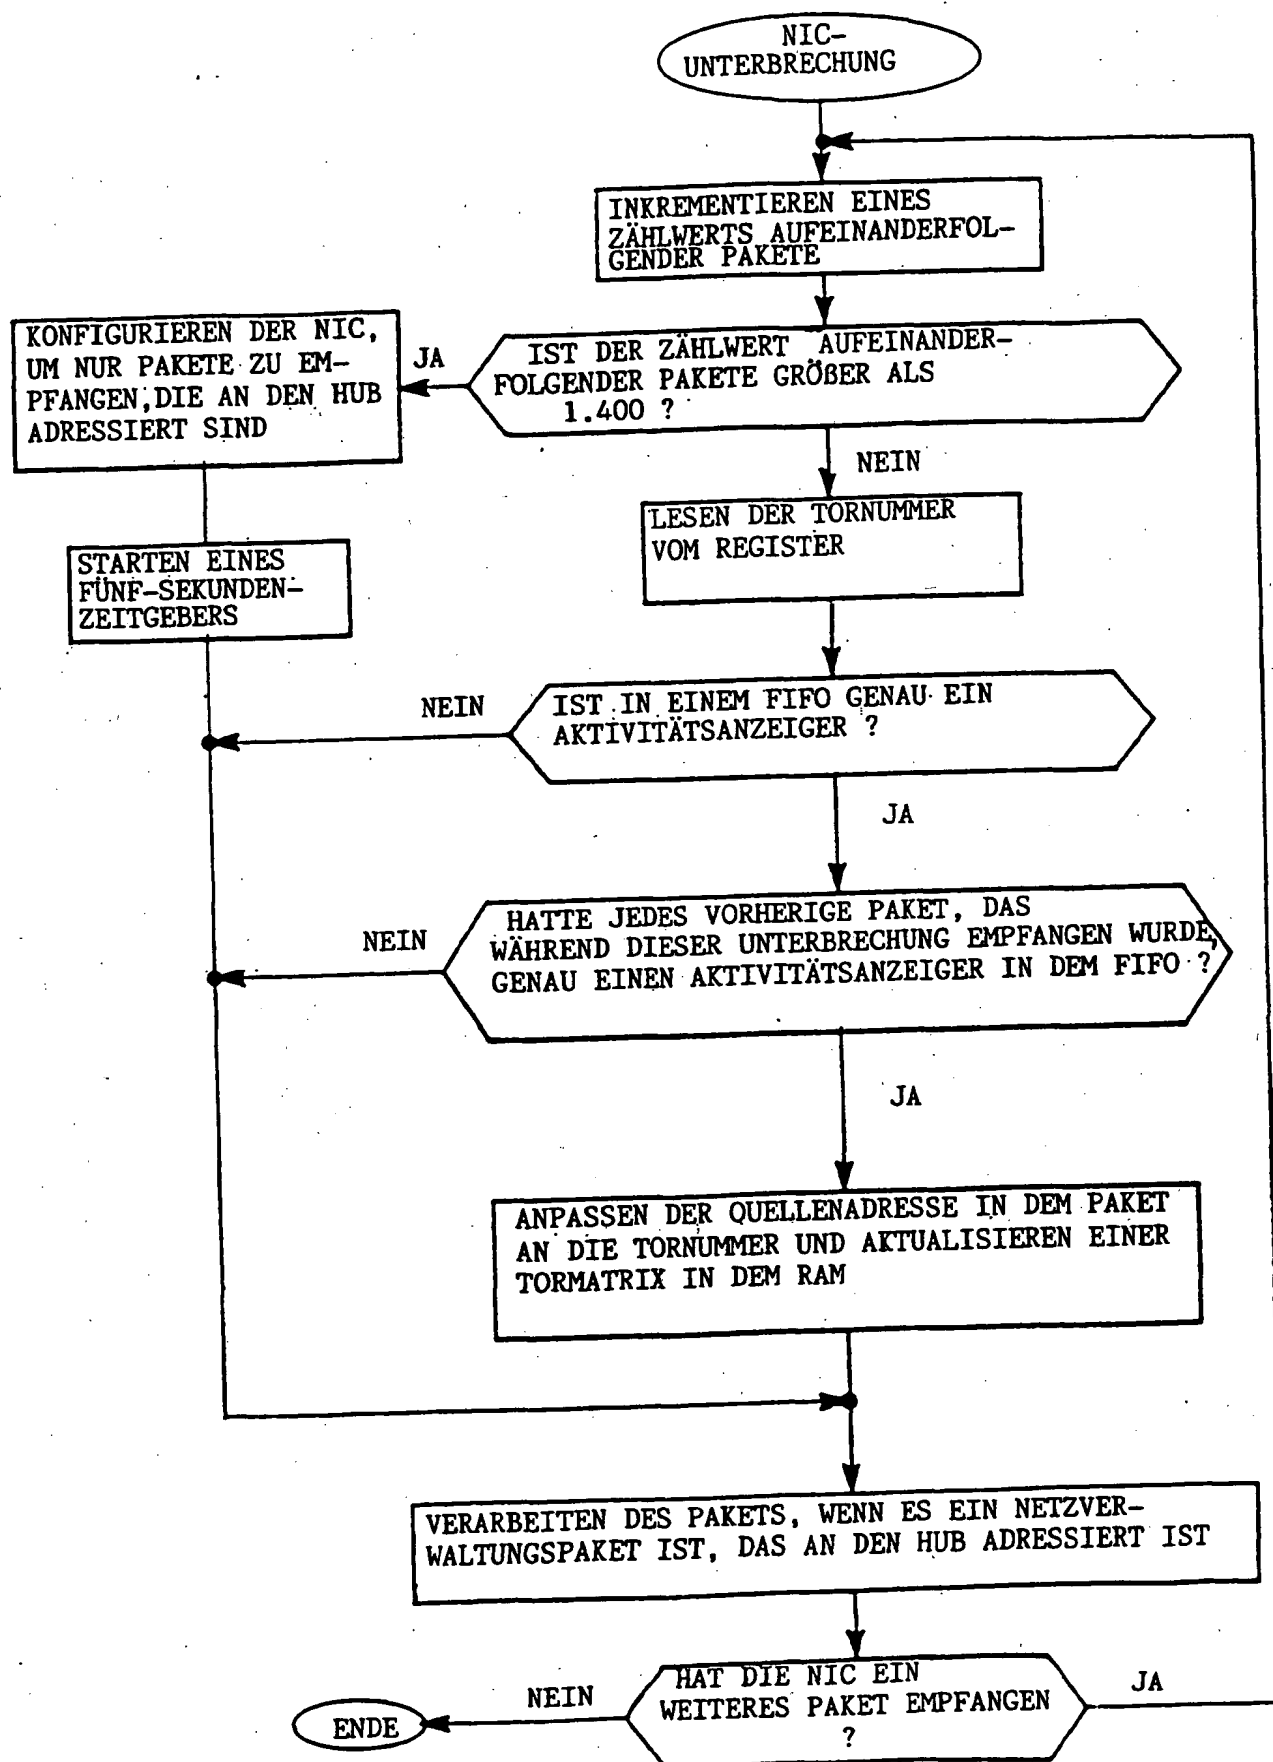 NIC-
UNTERBRECHUNG
INKREMENTIEREN EINES
ZÄHLWERTS AUFEINANDERFOL-
GENDER PAKETE
KONFIGURIEREN DER NIC,
UM NUR PAKETE ZU EM-
PFANGEN, DIE AN DEN HUB
ADRESSIERT SIND
JA
IST DER ZÄHLWERT AUFEINANDER-
FOLGENDER PAKETE GRÖßER ALS
1.400 ?
NEIN
LESEN DER TORNUMMER
VOM REGISTER
STARTEN EINES
FÜNF-SEKUNDEN-
ZEITGEBERS
NEIN
IST IN EINEM FIFO GENAU EIN
AKTIVITÄTSANZEIGER ?
JA
NEIN
HATTE JEDES VORHERIGE PAKET, DAS
WÄHREND DIESER UNTERBRECHUNG EMPFANGEN WURDE,
GENAU EINEN AKTIVITÄTSANZEIGER IN DEM FIFO ?
JA
ANPASSEN DER QUELLENADRESSE IN DEM PAKET
AN DIE TORNUMMER UND AKTUALISIEREN EINER
TORMATRIX IN DEM RAM
VERARBEITEN DES PAKETS, WENN ES EIN NETZVER-
WALTUNGSPAKET IST, DAS AN DEN HUB ADRESSIERT IST
HAT DIE NIC EIN
WEITERES PAKET EMPFANGEN
?
JA
NEIN
ENDE